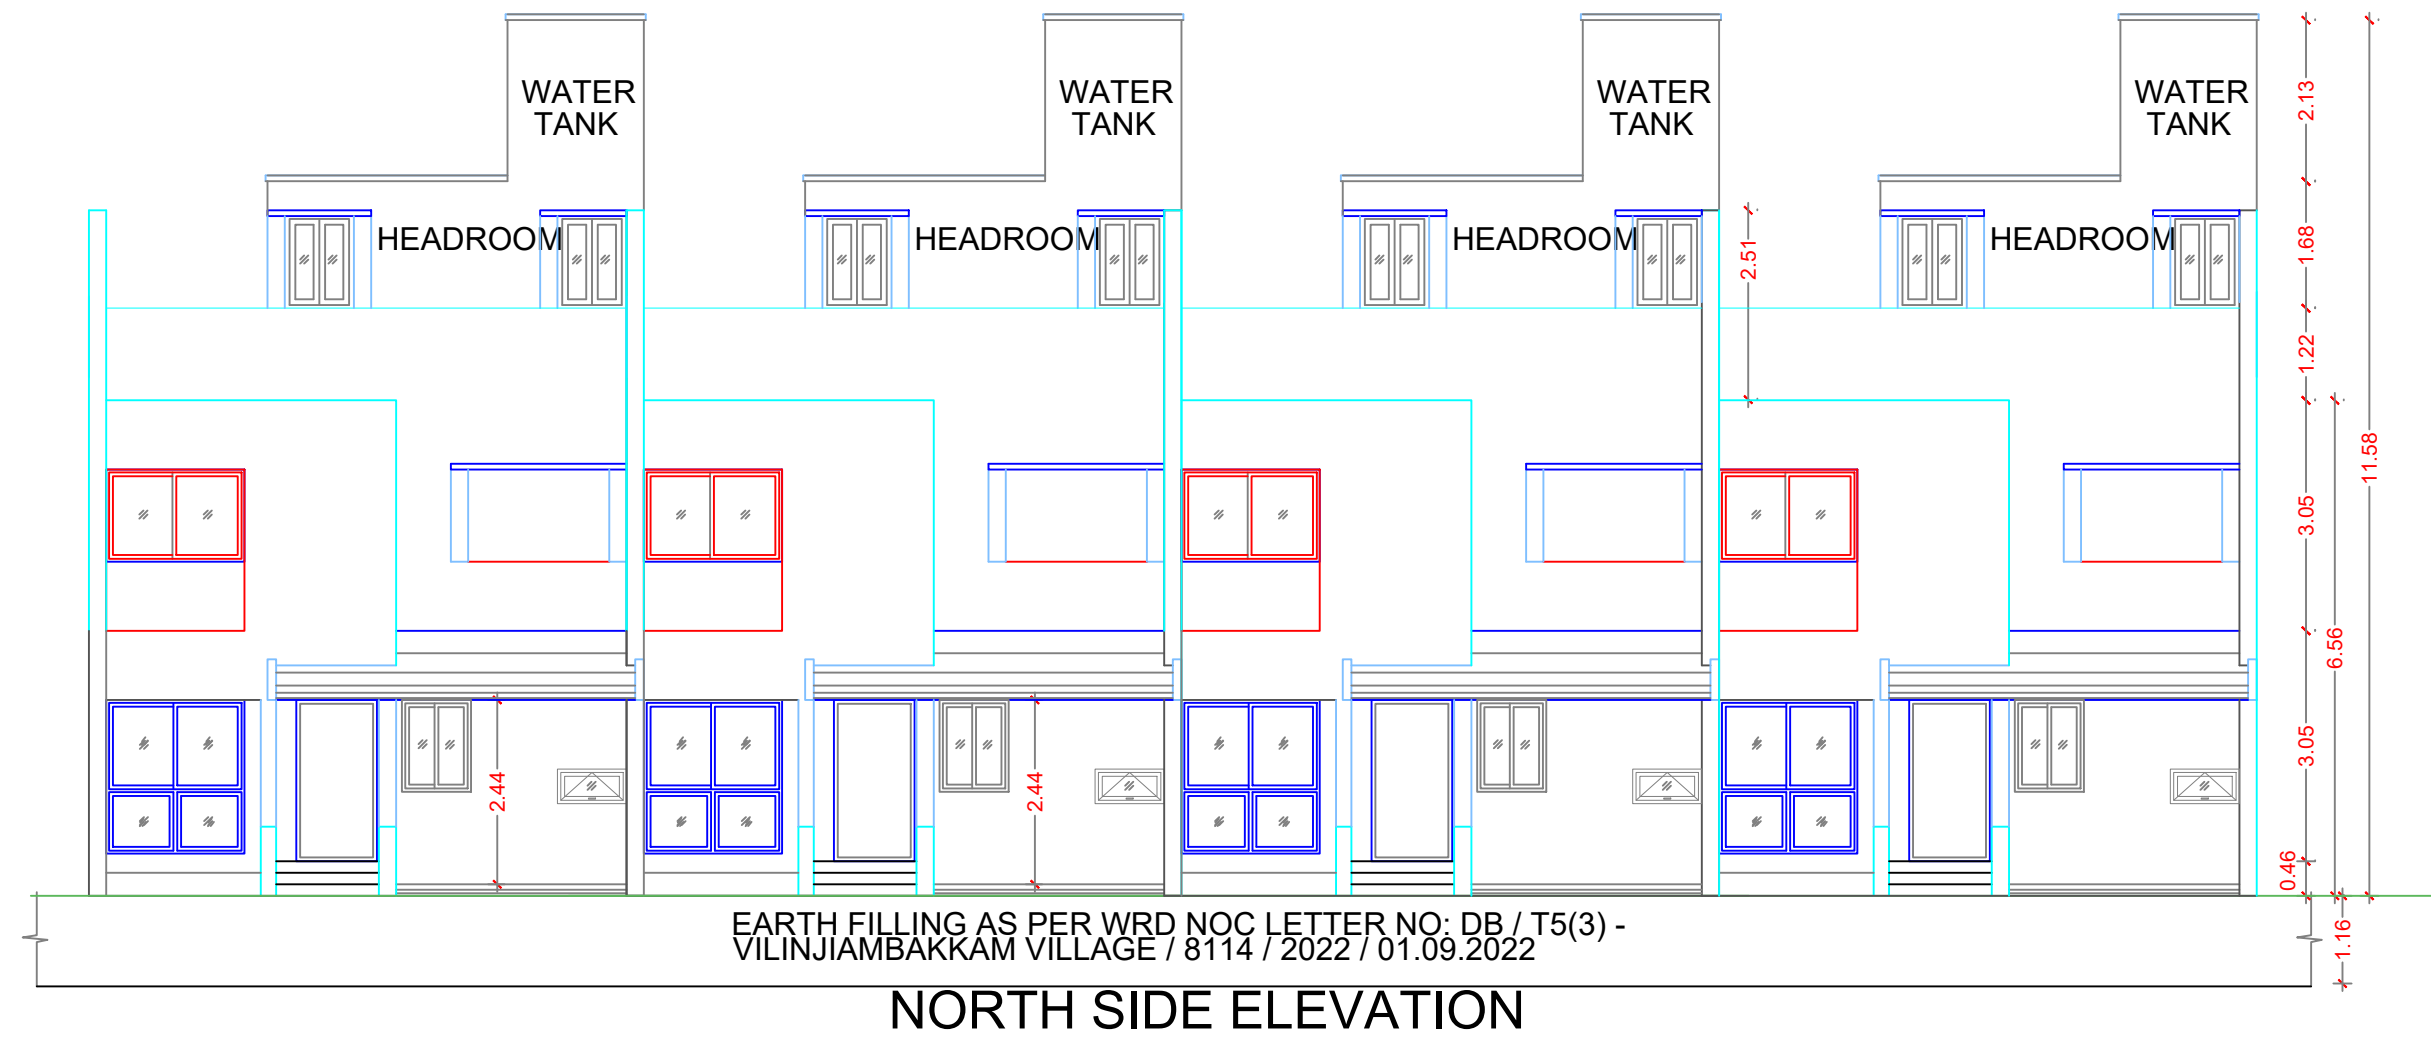 WATER
TANK
WATER
TANK
WATER
TANK
WATER
TANK
2.13
HEADROOM
HEADROOM
HEADROOM
HEADROOM
2.51
1.68
1.22
11.58
3.05
6.56
2.44
2.44
3.05
0.46
EARTH FILLING AS PER WRD NOC LETTER NO: DB / T5(3) -
VILINJIAMBAKKAM VILLAGE / 8114 / 2022 / 01.09.2022
1.16
NORTH SIDE ELEVATION